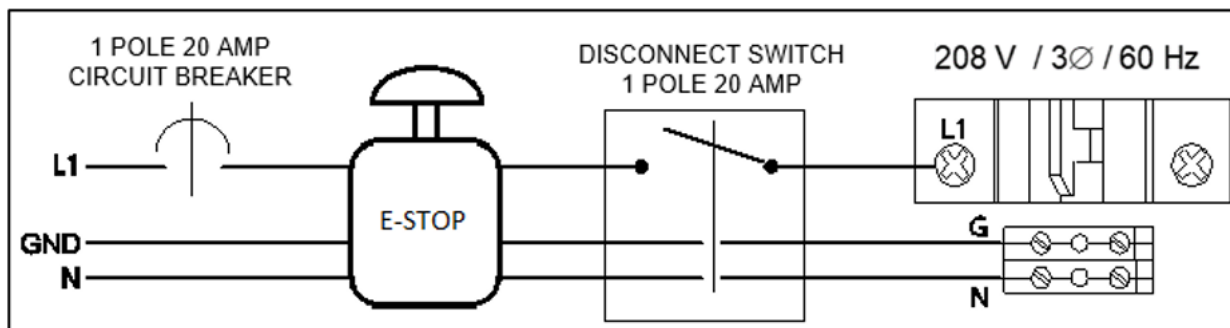 1 POLE 20 AMP
CIRCUIT BREAKER
DISCONNECT SWITCH
1 POLE 20 AMP
208 V / 3∅ / 60 Hz
L1
L1
E-STOP
GND
G
N
N